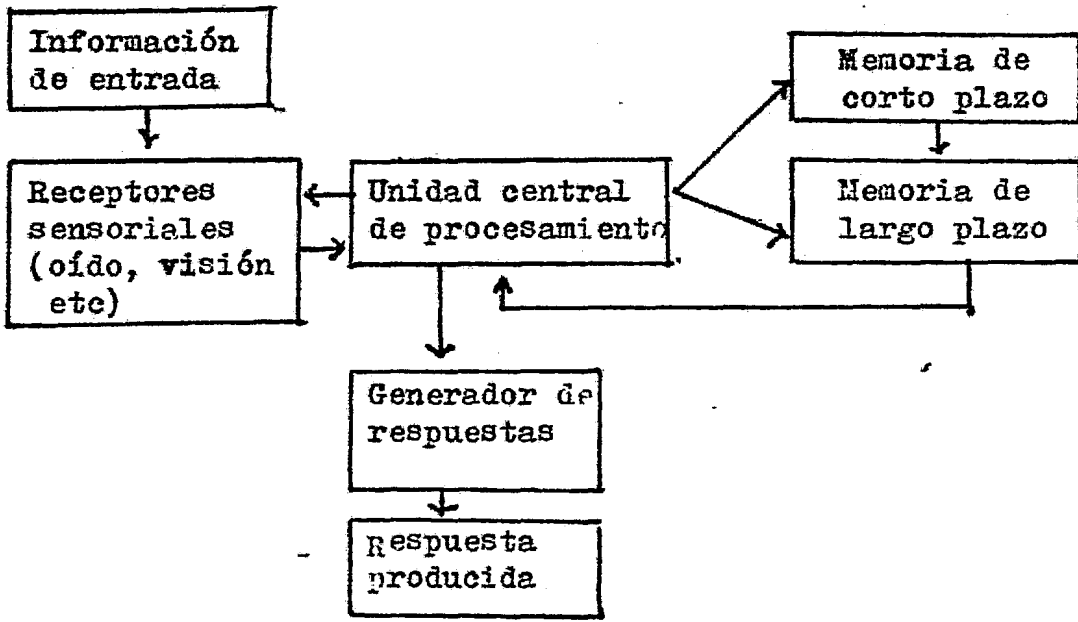 Información
de entrada
Memoria de
corto plazo
Receptores
sensoriales
(oído, visión
etc)
Unidad central
de procesamiento
Memoria de
largo plazo
Generador de
respuestas
Respuesta
producida